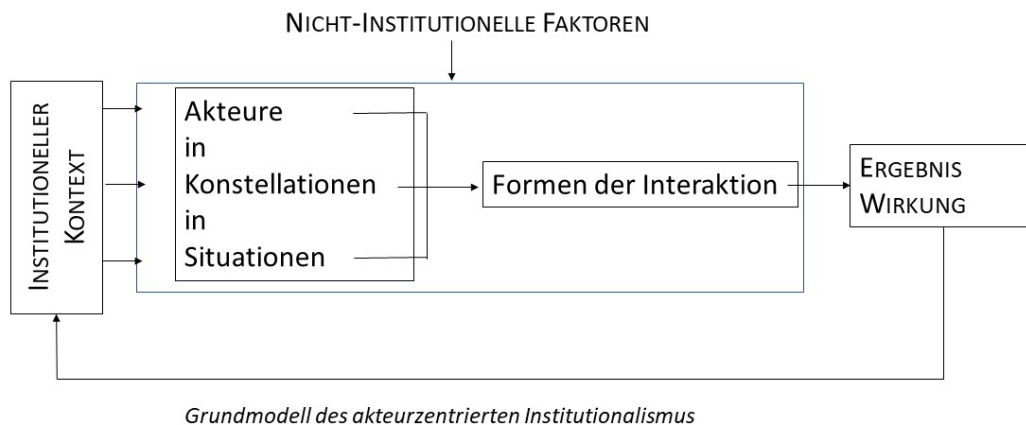 NICHT-INSTITUTIONELLE FAKTOREN
INSTITUTIONELLER
KONTEXT
Akteure
in
Konstellationen
in
Situationen
Formen der Interaktion
ERGEBNIS
WIRKUNG
Grundmodell des akteurzentrierten Institutionalismus